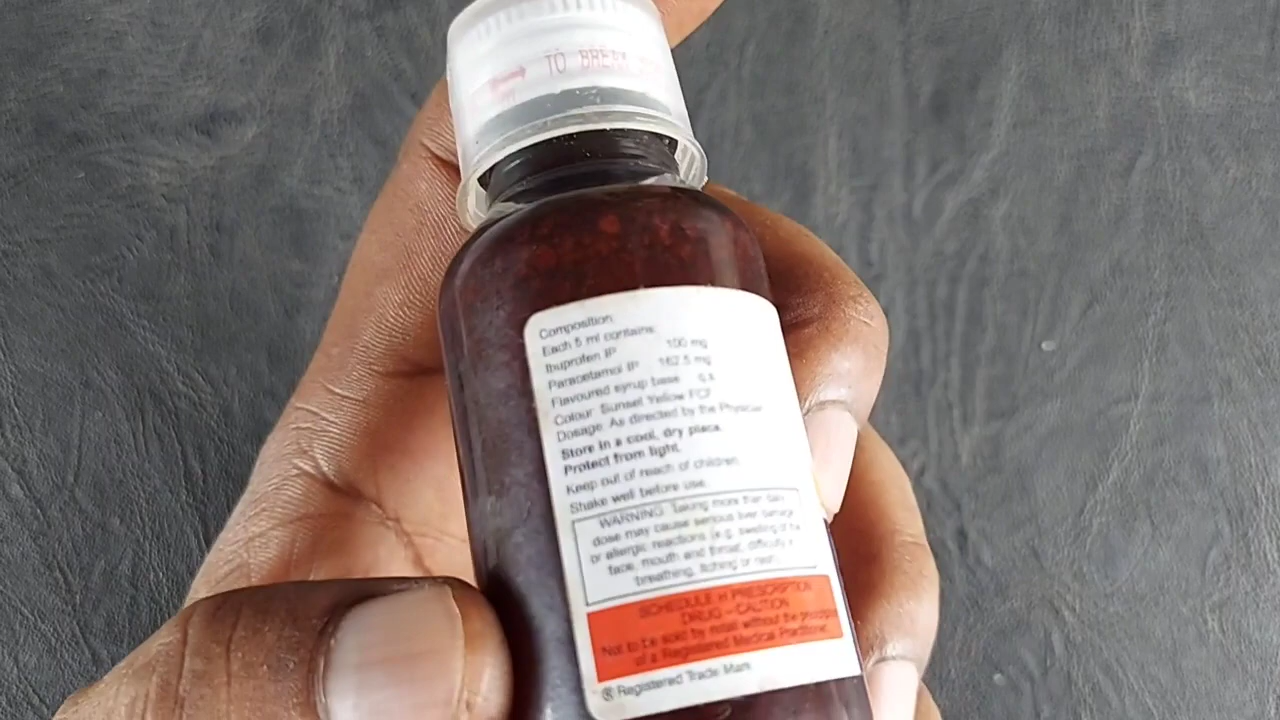 TO BREAK
Composition:
Each 5 ml contains:
Ibuprofen IP 100 mg
Paracetamol IP 162.5 mg
Flavoured syrup base q.s
Colour: Sunset Yellow FCF
Dosage: As directed by the Physician
Store in a cool, dry place.
Protect from light.
Keep out of reach of children.
Shake well before use.
WARNING: Taking more than daily
dose may cause serious liver damage
or allergic reactions (e.g. swelling of the
face, mouth and throat, difficulty in
breathing, itching or rash)
SCHEDULE H PRESCRIPTION
DRUG - CAUTION
Not to be sold by retail without the prescription
of a Registered Medical Practitioner
® Registered Trade Mark